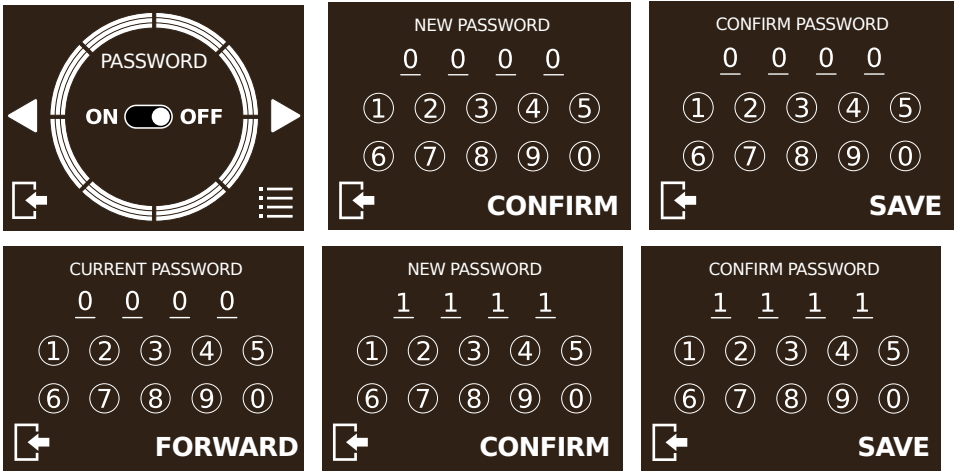 PASSWORD
ON OFF
NEW PASSWORD
0 0 0 0
1 2 3 4 5
6 7 8 9 0
CONFIRM
CONFIRM PASSWORD
0 0 0 0
1 2 3 4 5
6 7 8 9 0
SAVE
CURRENT PASSWORD
0 0 0 0
1 2 3 4 5
6 7 8 9 0
FORWARD
NEW PASSWORD
1 1 1 1
1 2 3 4 5
6 7 8 9 0
CONFIRM
CONFIRM PASSWORD
1 1 1 1
1 2 3 4 5
6 7 8 9 0
SAVE